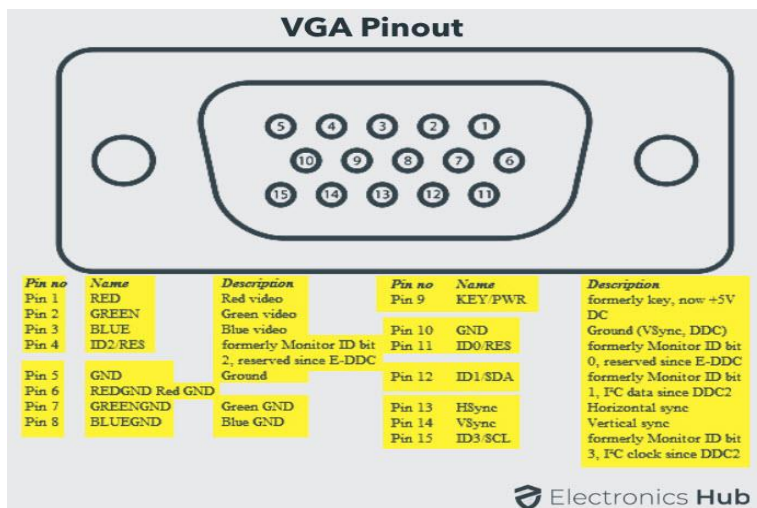 VGA Pinout
5 4 3 2 1
10 9 8 7 6
15 14 13 12 11
Pin no Name Description
Pin 1 RED Red video
Pin 2 GREEN Green video
Pin 3 BLUE Blue video
Pin 4 ID2/RES formerly Monitor ID bit
2, reserved since E-DDC
Pin 5 GND Ground
Pin 6 REDGND Red GND
Pin 7 GREENGND Green GND
Pin 8 BLUEGND Blue GND
Pin no Name Description
Pin 9 KEY/PWR formerly key, now +5V
DC
Pin 10 GND Ground (VSync, DDC)
Pin 11 ID0/RES formerly Monitor ID bit
0, reserved since E-DDC
Pin 12 ID1/SDA formerly Monitor ID bit
1, I²C data since DDC2
Pin 13 HSync Horizontal sync
Pin 14 VSync Vertical sync
Pin 15 ID3/SCL formerly Monitor ID bit
3, I²C clock since DDC2
Electronics Hub